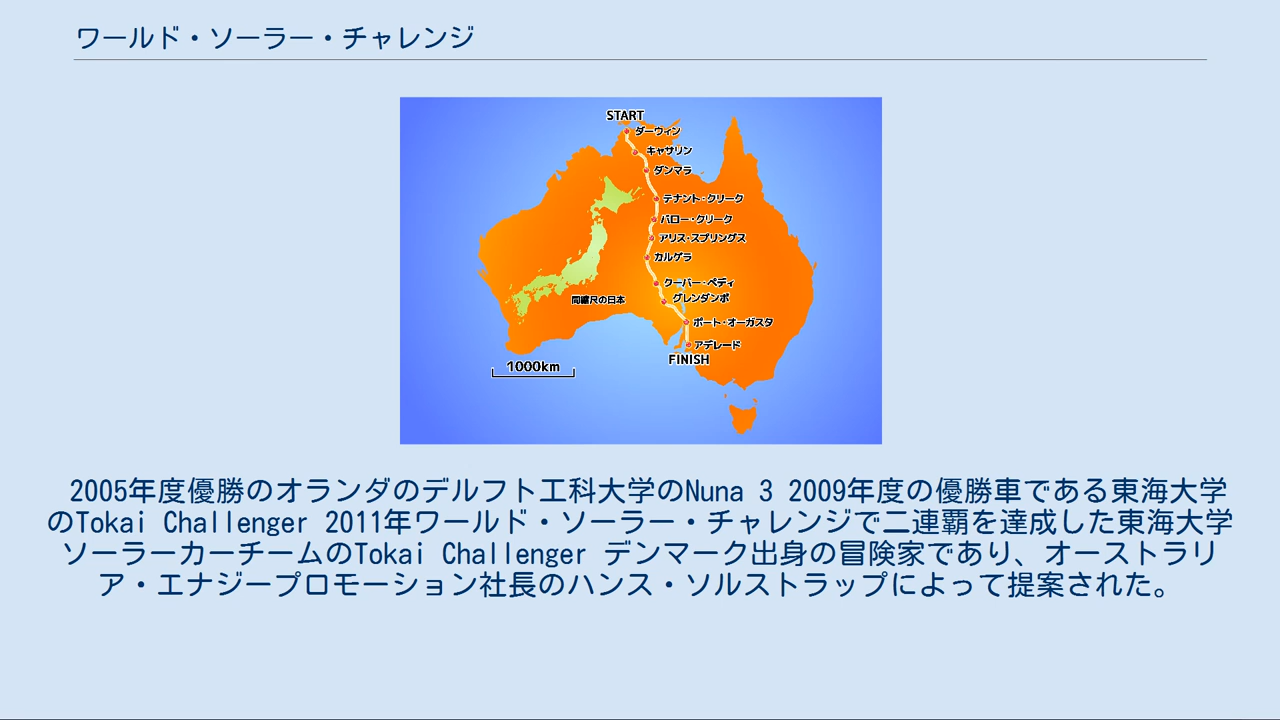 ワールド・ソーラー・チャレンジ
START
ダーウィン
キャサリン
ダンマラ
テナント・クリーク
バロー・クリーク
アリス・スプリングス
カルゲラ
クーバー・ペディ
グレンダンボ
同縮尺の日本
ポート・オーガスタ
アデレード
FINISH
1000km
2005年度優勝のオランダのデルフト工科大学のNuna 3 2009年度の優勝車である東海大学
のTokai Challenger 2011年ワールド・ソーラー・チャレンジで二連覇を達成した東海大学
ソーラーカーチームのTokai Challenger デンマーク出身の冒険家であり、オーストラリ
ア・エナジープロモーション社長のハンス・ソルストラップによって提案された。